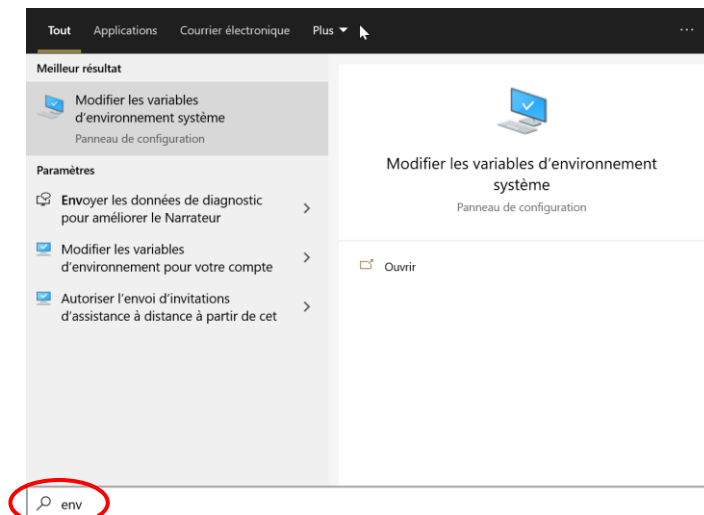 Tout Applications Courrier électronique Plus ...
Meilleur résultat
Modifier les variables
d'environnement système
Panneau de configuration
Paramètres
Envoyer les données de diagnostic
pour améliorer le Narrateur
Modifier les variables
d'environnement pour votre compte
Autoriser l'envoi d'invitations
d'assistance à distance à partir de cet
Modifier les variables d'environnement
système
Panneau de configuration
Ouvrir
env